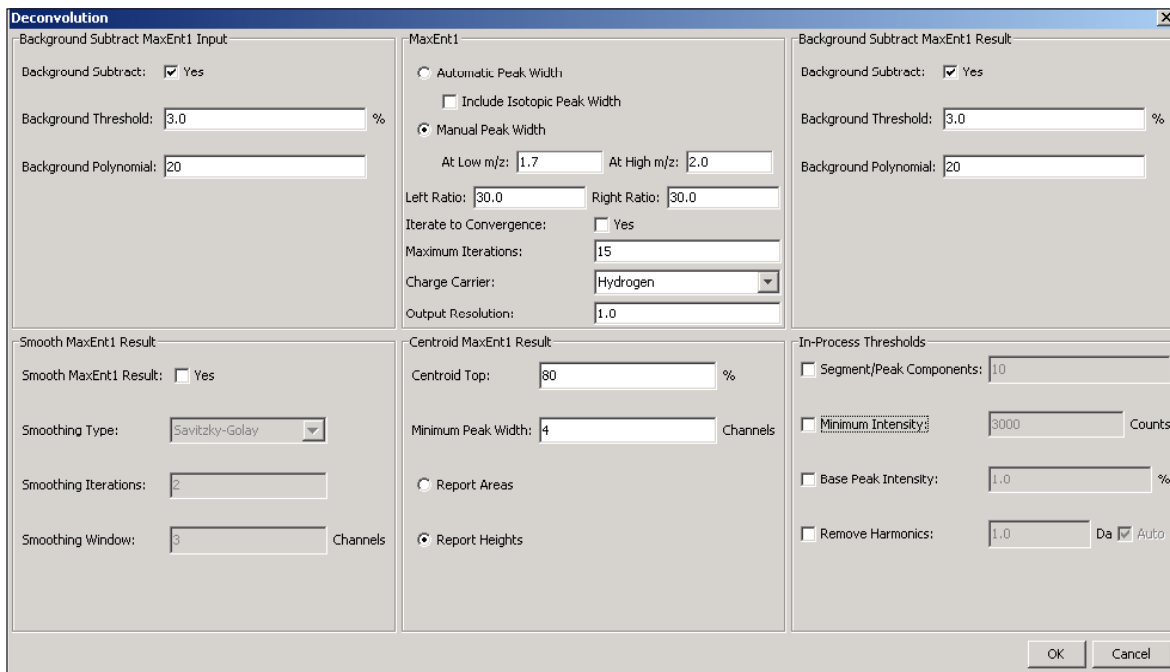 Deconvolution
Background Subtract MaxEnt1 Input
Background Subtract: Yes
Background Threshold: 3.0 %
Background Polynomial: 20
MaxEnt1
Automatic Peak Width
Include Isotopic Peak Width
Manual Peak Width
At Low m/z: 1.7 At High m/z: 2.0
Left Ratio: 30.0 Right Ratio: 30.0
Iterate to Convergence: Yes
Maximum Iterations: 15
Charge Carrier: Hydrogen
Output Resolution: 1.0
Background Subtract MaxEnt1 Result
Background Subtract: Yes
Background Threshold: 3.0 %
Background Polynomial: 20
Smooth MaxEnt1 Result
Smooth MaxEnt1 Result: Yes
Smoothing Type: Savitzky-Golay
Smoothing Iterations: 2
Smoothing Window: 3 Channels
Centroid MaxEnt1 Result
Centroid Top: 80 %
Minimum Peak Width: 4 Channels
Report Areas
Report Heights
In-Process Thresholds
Segment/Peak Components: 10
Minimum Intensity: 3000 Counts
Base Peak Intensity: 1.0 %
Remove Harmonics: 1.0 Da Auto
OK Cancel